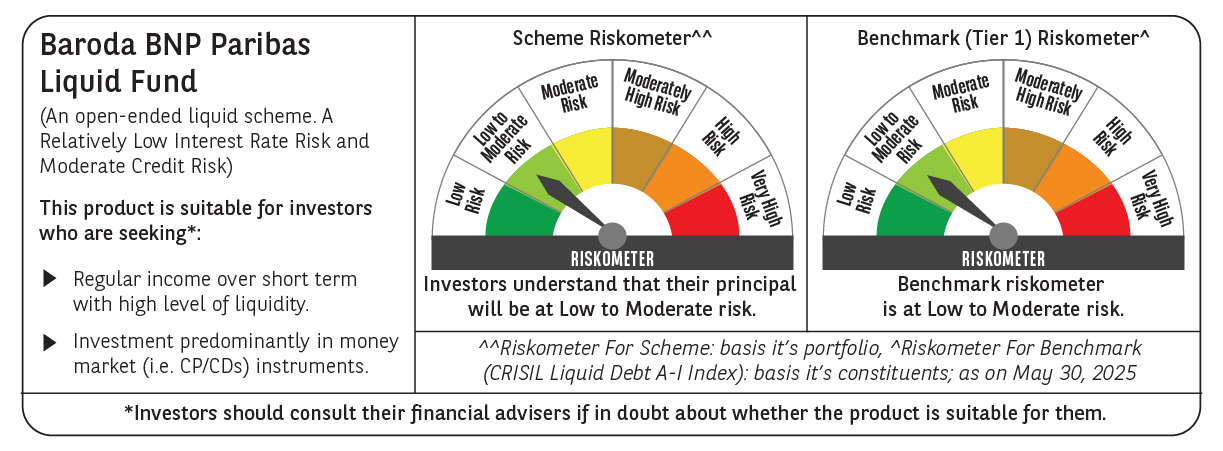 Baroda BNP Paribas
Liquid Fund
(An open-ended liquid scheme. A
Relatively Low Interest Rate Risk and
Moderate Credit Risk)
This product is suitable for investors
who are seeking*:
Regular income over short term
with high level of liquidity.
Investment predominantly in money
market (i.e. CP/CDs) instruments.
Scheme Riskometer^^
Low
Risk
Low to
Moderate
Risk
Moderate
Risk
Moderately
High Risk
High
Risk
Very High
Risk
RISKOMETER
Investors understand that their principal
will be at Low to Moderate risk.
Benchmark (Tier 1) Riskometer^
Low
Risk
Low to
Moderate
Risk
Moderate
Risk
Moderately
High Risk
High
Risk
Very High
Risk
RISKOMETER
Benchmark riskometer
is at Low to Moderate risk.
^^Riskometer For Scheme: basis it's portfolio, ^Riskometer For Benchmark
(CRISIL Liquid Debt A-I Index): basis it's constituents; as on May 30, 2025
*Investors should consult their financial advisers if in doubt about whether the product is suitable for them.